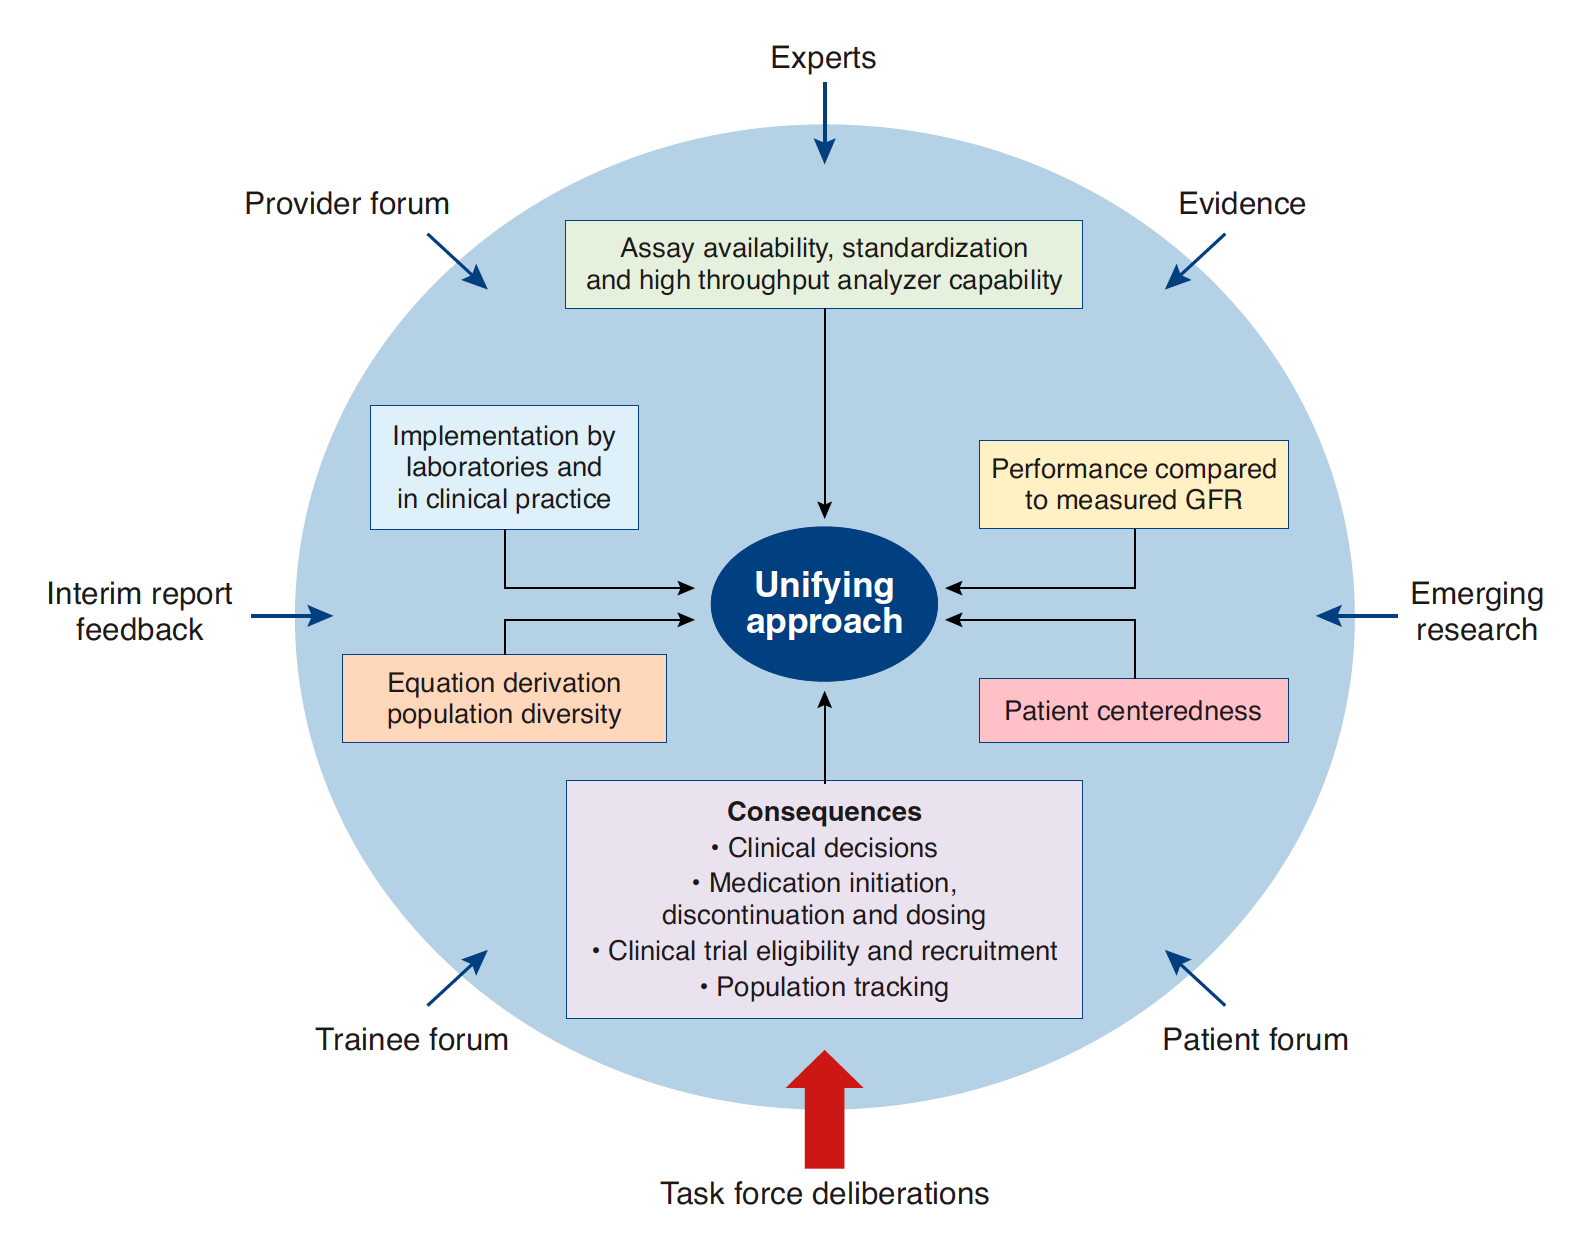 Experts
Provider forum
Evidence
Assay availability, standardization
and high throughput analyzer capability
Implementation by
laboratories and
in clinical practice
Performance compared
to measured GFR
Unifying
approach
Interim report
feedback
Emerging
research
Equation derivation
population diversity
Patient centeredness
Consequences
• Clinical decisions
• Medication initiation,
discontinuation and dosing
• Clinical trial eligibility and recruitment
• Population tracking
Trainee forum
Patient forum
Task force deliberations